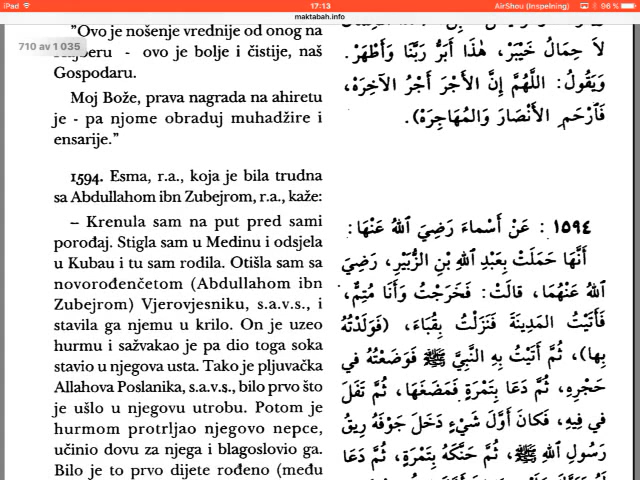 iPad
17:13
AirShou (Inspelning)
96 %
maktabah.info
710 av 1 035
”Ovo je nošenje vrednije od onog na
- ovo je bolje i čistije, naš
Gospodaru.
Moj Bože, prava nagrada na ahiretu
je - pa njome obraduj muhadžire i
ensarije.”
1594. Esma, r.a., koja je bila trudna
sa Abdullahom ibn Zubejrom, r.a., kaže:
– Krenula sam na put pred sami
porođaj. Stigla sam u Medinu i odsjela
u Kubau i tu sam rodila. Otišla sam sa
novorođenčetom (Abdullahom ibn
Zubejrom) Vjerovjesniku, s.a.v.s., i
stavila ga njemu u krilo. On je uzeo
hurmu i sažvakao je pa dio toga soka
stavio u njegova usta. Tako je pljuvačka
Allahova Poslanika, s.a.v.s., bilo prvo što
je ušlo u njegovu utrobu. Potom je
hurmom protrljao njegovo nepce,
učinio dovu za njega i blagoslovio ga.
Bilo je to prvo dijete rođeno (među
لاَ حِمَالُ خَيْبَرْ، هٰذَا أَبَرُّ رَبَّنَا وَأَطْهَرْ.
وَيَقُولُ: اللَّهُمَّ إِنَّ الأَجْرَ أَجْرُ الآخِرَهْ،
فَارْحَمِ الأَنْصَارَ وَالمُهَاجِرَهْ).
١٥٩٤ : عَنْ أَسْماءَ رَضِيَ اللهُ عَنْهَا:
أَنَّهَا حَمَلَتْ بِعَبْدِ اللهِ بْنِ الزُّبَيْرِ، رَضِيَ
اللهُ عَنْهُمَا، قالَتْ: فَخَرَجْتُ وَأَنَا مُتِمٌّ،
فَأَتَيْتُ المَدِينَةَ فَنَزَلْتُ بِقُبَاءَ، (فَوَلَدْتُهُ
بِها)، ثُمَّ أَتَيْتُ بِهِ النَّبِيَّ ﷺ فَوَضَعْتُهُ في
حَجْرِهِ، ثُمَّ دَعَا بِتَمْرَةٍ فَمَضَغَهَا، ثُمَّ تَفَلَ
في فِيهِ، فَكانَ أَوَّلَ شَيْءٍ دَخَلَ جَوْفَهُ رِيقُ
رَسُولِ اللهِ ﷺ، ثُمَّ حَنَّكَهُ بِتَمْرَةٍ، ثُمَّ دَعَا